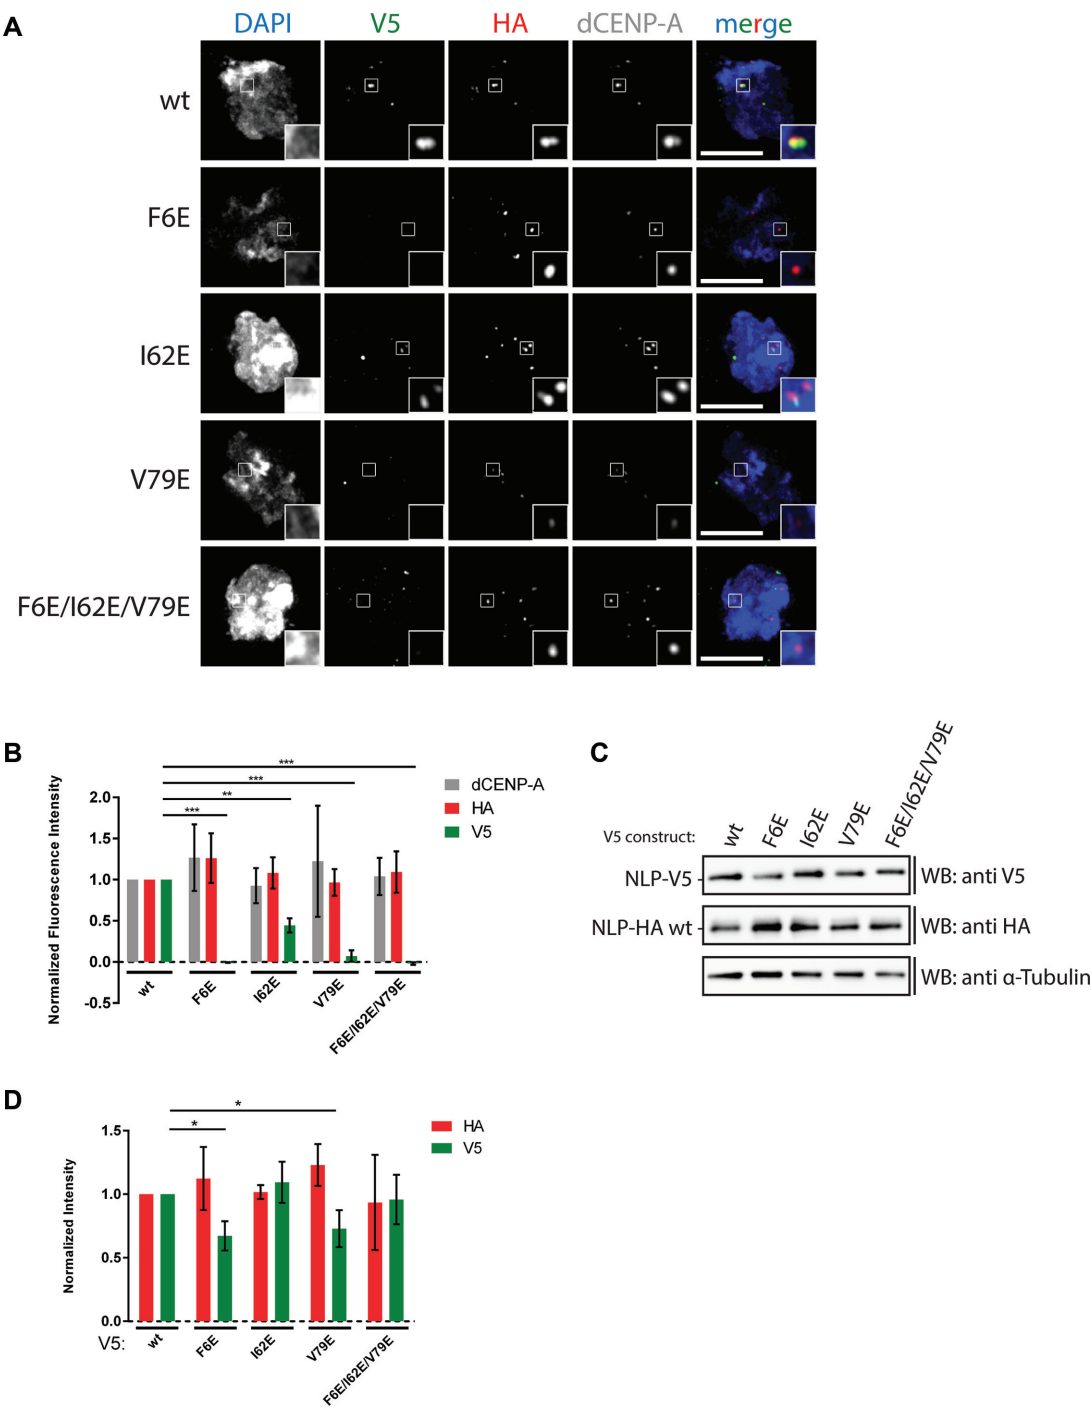 A
DAPI V5 HA dCENP-A merge
wt
F6E
I62E
V79E
F6E/I62E/V79E
B
Normalized Fluorescence Intensity
2.0
1.5
1.0
0.5
0.0
-0.5
***
***
**
***
dCENP-A
HA
V5
wt F6E I62E V79E F6E/I62E/V79E
C
V5 construct: wt F6E I62E V79E F6E/I62E/V79E
NLP-V5 - WB: anti V5
NLP-HA wt - WB: anti HA
WB: anti α-Tubulin
D
Normalized Intensity
1.5
1.0
0.5
0.0
*
*
HA
V5
V5: wt F6E I62E V79E F6E/I62E/V79E